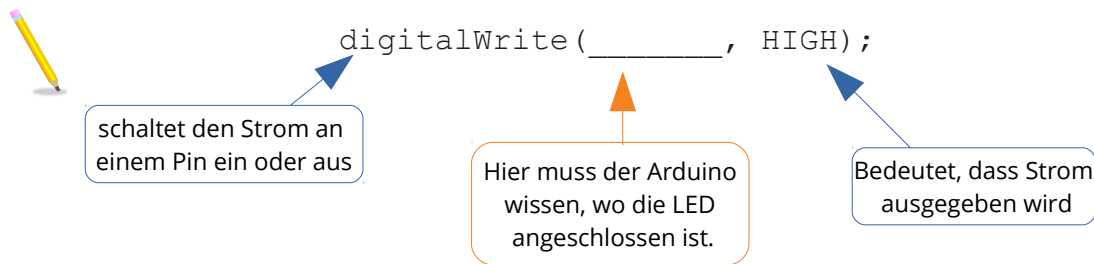 digitalWrite(_______, HIGH);
schaltet den Strom an
einem Pin ein oder aus
Hier muss der Arduino
wissen, wo die LED
angeschlossen ist.
Bedeutet, dass Strom
ausgegeben wird